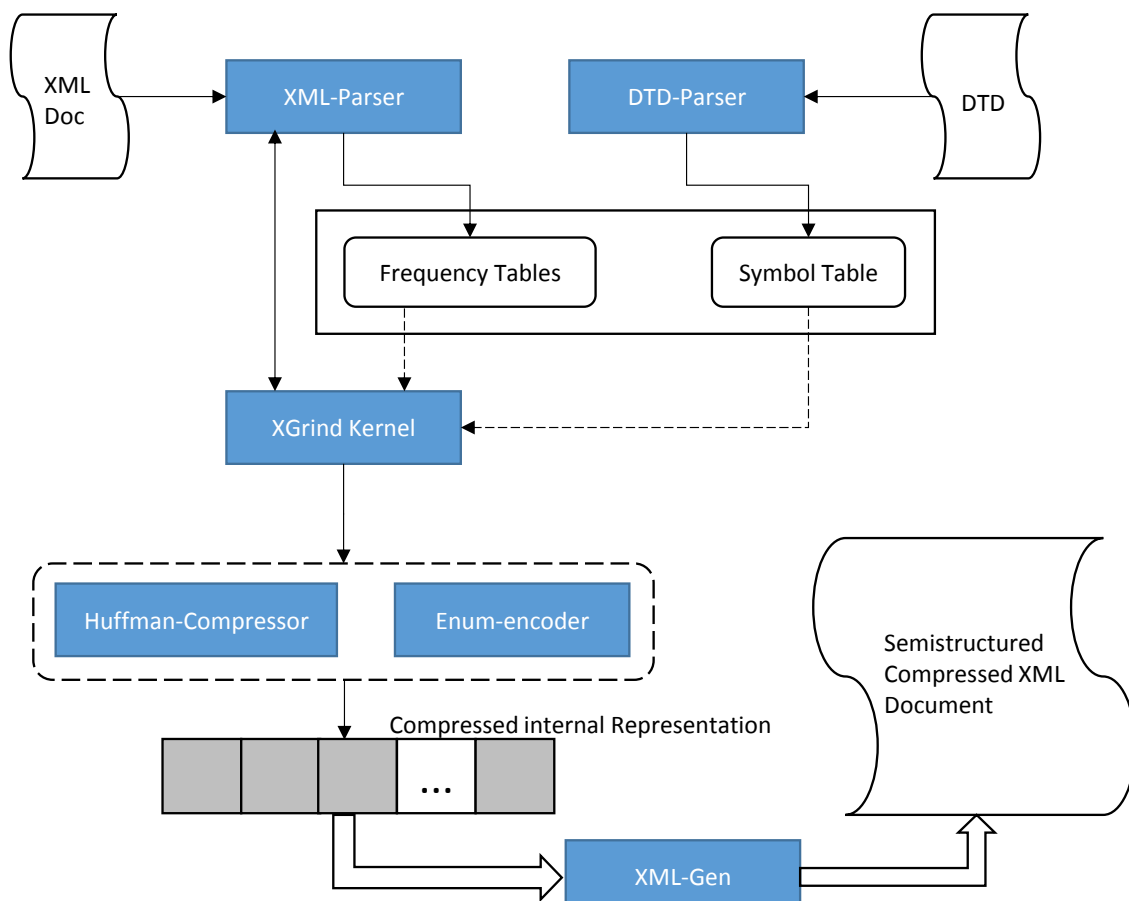 XML
Doc
XML-Parser
DTD-Parser
DTD
Frequency Tables
Symbol Table
XGrind Kernel
Huffman-Compressor
Enum-encoder
Semistructured
Compressed XML
Document
Compressed internal Representation
...
XML-Gen